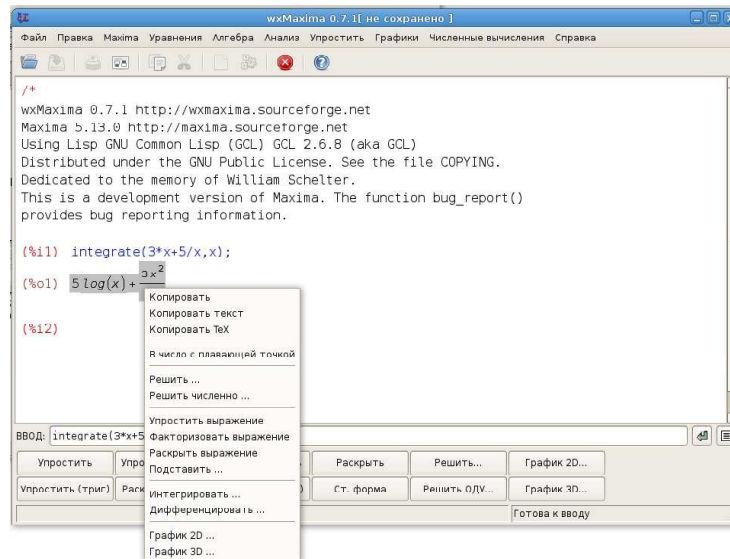 wxMaxima 0.7.1[ не сохранено ]
Файл Правка Maxima Уравнения Алгебра Анализ Упростить Графики Численные вычисления Справка
/*
wxMaxima 0.7.1 http://wxmaxima.sourceforge.net
Maxima 5.13.0 http://maxima.sourceforge.net
Using Lisp GNU Common Lisp (GCL) GCL 2.6.8 (aka GCL)
Distributed under the GNU Public License. See the file COPYING.
Dedicated to the memory of William Schelter.
This is a development version of Maxima. The function bug_report()
provides bug reporting information.
(%i1) integrate(3*x+5/x,x);
(%o1) 5 log(x) + 3 x²
(%i2)
Копировать
Копировать текст
Копировать TeX
В число с плавающей точкой
Решить ...
Решить численно ...
Упростить выражение
Факторизовать выражение
Раскрыть выражение
Подставить ...
Интегрировать ...
Дифференцировать ...
График 2D ...
График 3D ...
ВВОД: integrate(3*x+5
Упростить Упро Раскрыть Решить... График 2D...
Упростить (триг) Раск ) Ст. форма Решить ОДУ... График 3D...
Готова к вводу